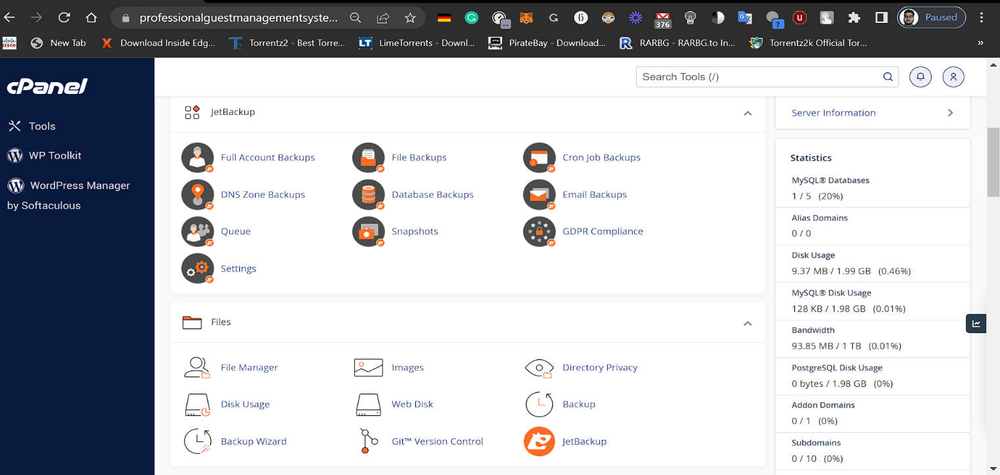 professionalguestmanagementsyste...
376
?
Paused
CISCO
New Tab
X
Download Inside Edg...
T2
Torrentz2 - Best Torre...
LT
LimeTorrents - Downl...
PirateBay - Download...
R
RARBG - RARBG.to In...
Torrentz2k Official Tor...
»
cPanel
Search Tools (/)
Tools
WP Toolkit
WordPress Manager
by Softaculous
JetBackup
Full Account Backups
File Backups
Cron Job Backups
DNS Zone Backups
Database Backups
Email Backups
Queue
Snapshots
GDPR Compliance
Settings
Files
File Manager
Images
Directory Privacy
Disk Usage
Web Disk
Backup
Backup Wizard
Git™ Version Control
JetBackup
Server Information
Statistics
MySQL® Databases
1 / 5 (20%)
Alias Domains
0 / 0
Disk Usage
9.37 MB / 1.99 GB (0.46%)
MySQL® Disk Usage
128 KB / 1.98 GB (0.01%)
Bandwidth
93.85 MB / 1 TB (0.01%)
PostgreSQL Disk Usage
0 bytes / 1.98 GB (0%)
Addon Domains
0 / 1 (0%)
Subdomains
0 / 10 (0%)